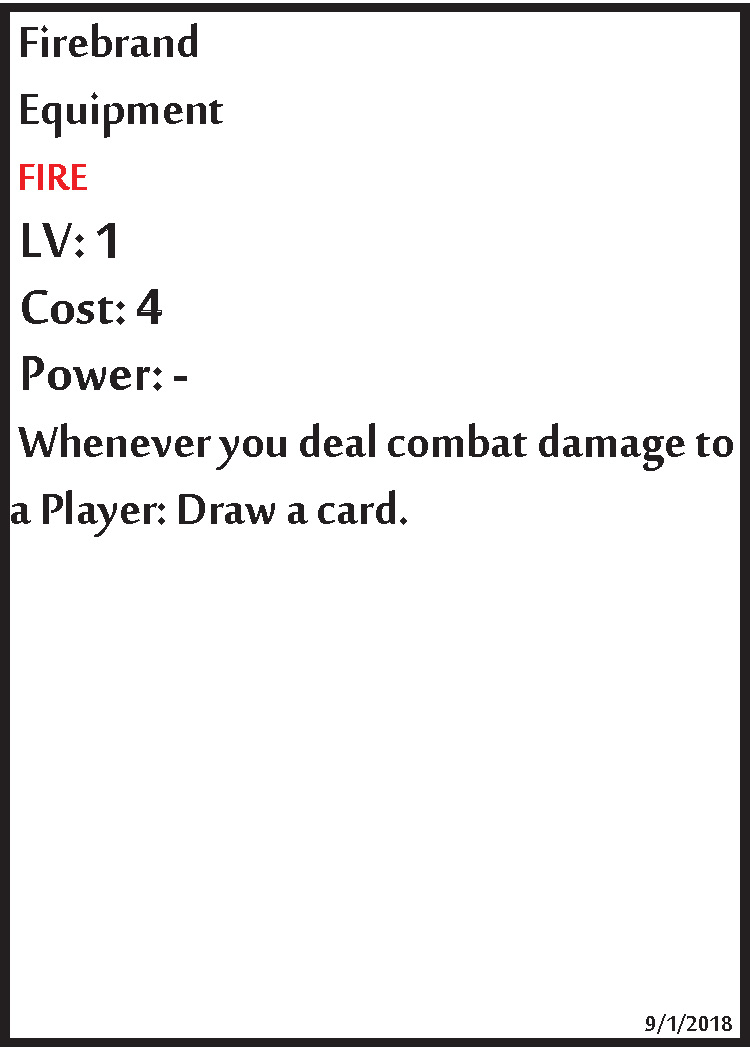 Firebrand
Equipment
FIRE
LV: 1
Cost: 4
Power: -
Whenever you deal combat damage to
a Player: Draw a card.
9/1/2018